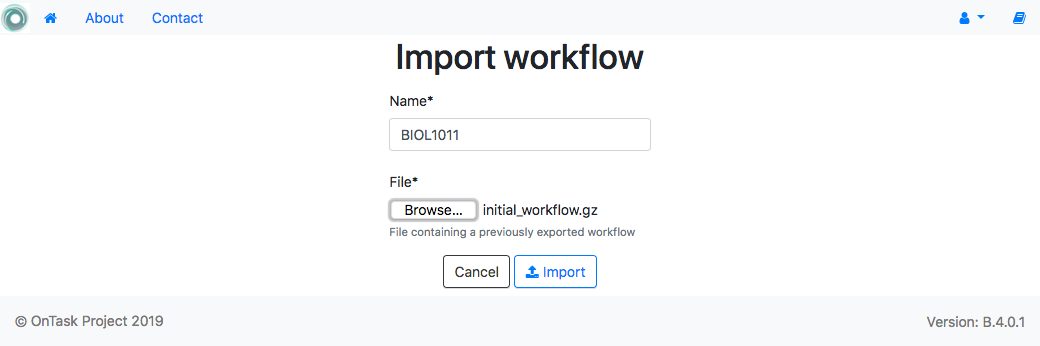 About Contact
Import workflow
Name*
BIOL1011
File*
Browse... initial_workflow.gz
File containing a previously exported workflow
Cancel Import
© OnTask Project 2019 Version: B.4.0.1